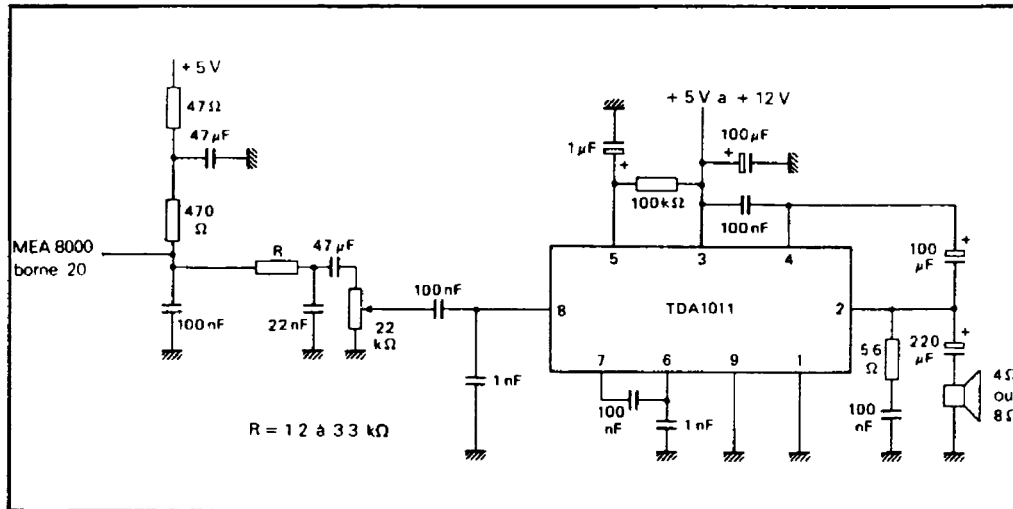 + 5 V
47Ω
47 µF
470
Ω
MEA 8000
borne 20
R
47 µF
100 nF
22 nF
22
kΩ
100 nF
1 nF
R = 12 à 33 kΩ
+ 5 V a + 12 V
1 µF
+
100 µF
+
100 kΩ
100 nF
5
3
4
100
µF
+
8
TDA1011
2
7
6
9
1
100
nF
1 nF
56
Ω
100
nF
220
µF
+
4Ω
ou
8Ω